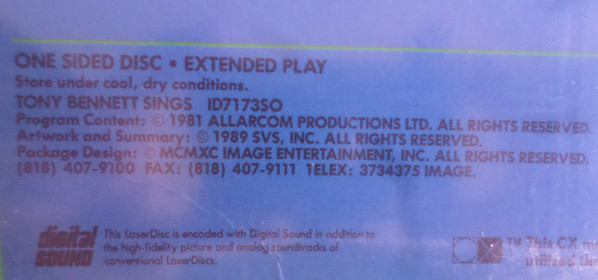 ONE SIDED DISC • EXTENDED PLAY
Store under cool, dry conditions.
TONY BENNETT SINGS ID7173SO
Program Content: © 1981 ALLARCOM PRODUCTIONS LTD. ALL RIGHTS RESERVED.
Artwork and Summary: © 1989 SVS, INC. ALL RIGHTS RESERVED.
Package Design: © MCMXC IMAGE ENTERTAINMENT, INC. ALL RIGHTS RESERVED.
(818) 407-9100 FAX: (818) 407-9111 TELEX: 3734375 IMAGE.
digital SOUND
This LaserDisc is encoded with Digital Sound in addition to
the high-fidelity picture and analog soundtracks of
conventional LaserDiscs.
TM This CX
utilized